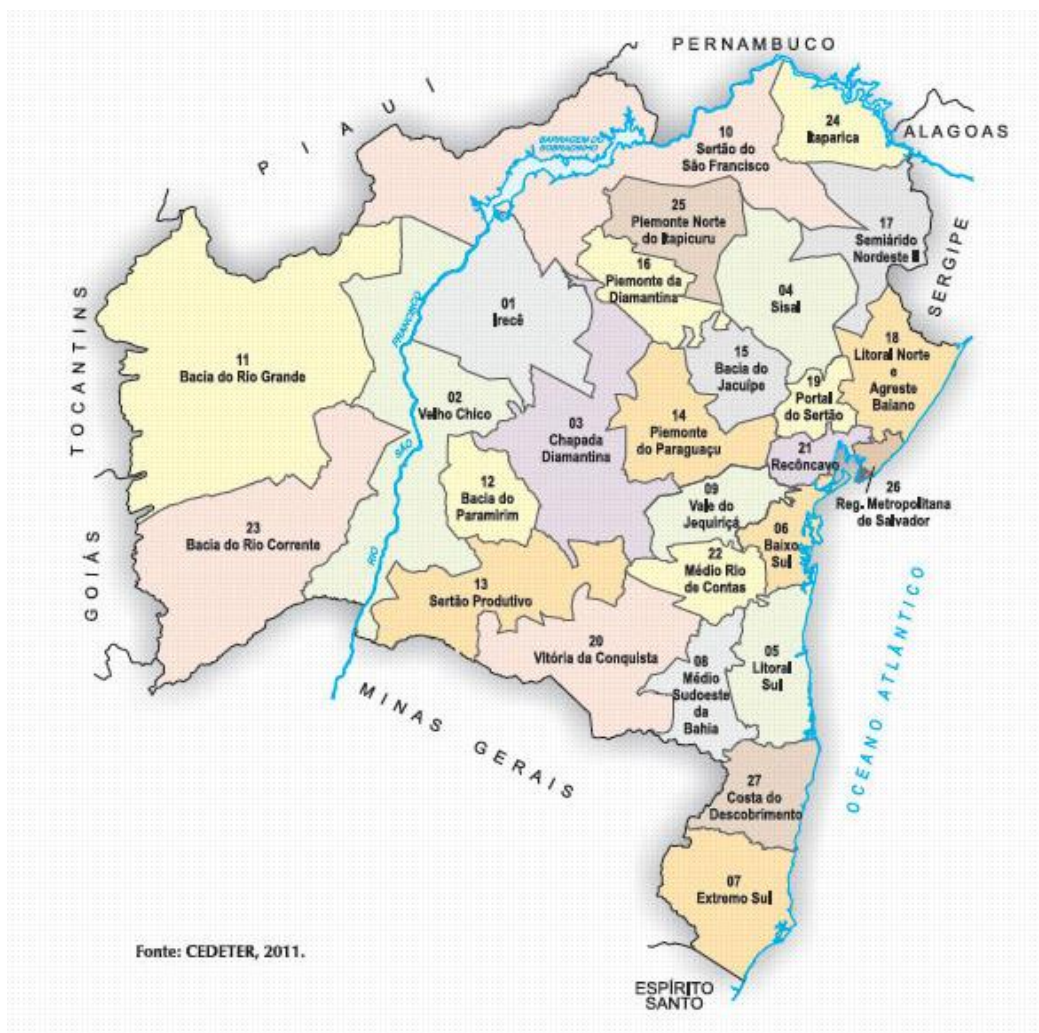 PERNAMBUCO
PIAUI
ALAGOAS
SERGIPE
TOCANTINS
GOIÁS
MINAS GERAIS
ESPÍRITO
SANTO
OCEANO ATLÂNTICO
BARRAGEM DO
SOBRADINHO
RIO
SÃO
FRANCISCO
24
Itaparica
10
Sertão do
São Francisco
25
Piemonte Norte
do Itapicuru
17
Semiárido
Nordeste II
16
Piemonte da
Diamantina
04
Sisal
01
Irecê
18
Litoral Norte
e
Agreste
Baiano
11
Bacia do Rio Grande
15
Bacia do
Jacuípe
19
Portal
do Sertão
02
Velho Chico
14
Piemonte
do Paraguaçu
03
Chapada
Diamantina
21
Recôncavo
26
Reg. Metropolitana
de Salvador
12
Bacia do
Paramirim
09
Vale do
Jequiriçá
06
Baixo
Sul
23
Bacia do Rio Corrente
22
Médio Rio
de Contas
13
Sertão Produtivo
20
Vitória da Conquista
05
Litoral
Sul
08
Médio
Sudoeste
da
Bahia
27
Costa do
Descobrimento
07
Extremo Sul
Fonte: CEDETER, 2011.